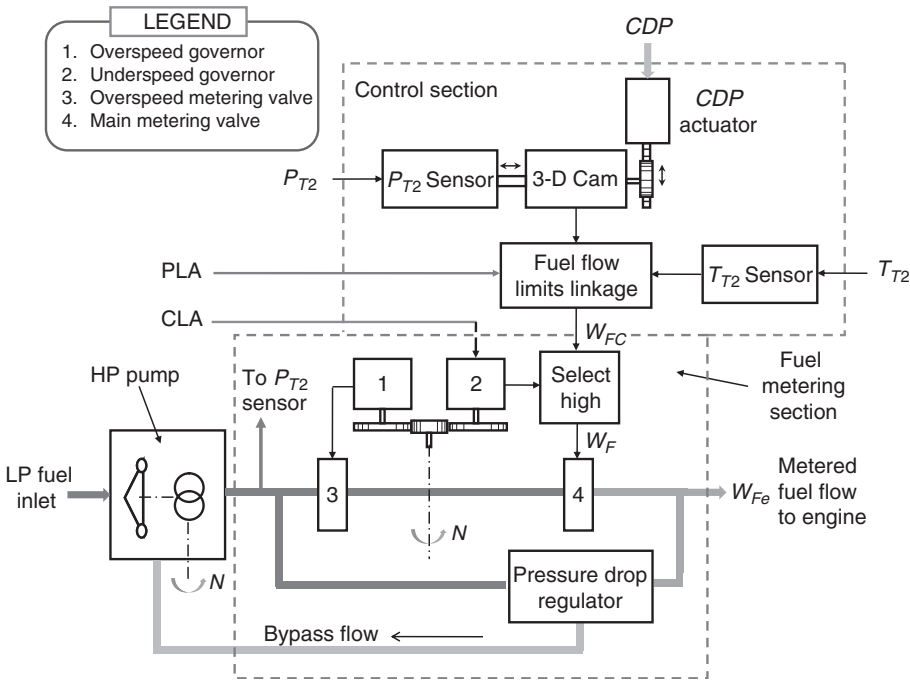 LEGEND
1. Overspeed governor
2. Underspeed governor
3. Overspeed metering valve
4. Main metering valve
CDP
Control section
CDP
actuator
PT2
PT2 Sensor
3-D Cam
PLA
Fuel flow
limits linkage
TT2 Sensor
TT2
CLA
WFC
HP pump
To PT2
sensor
1
2
Select
high
Fuel
metering
section
WF
LP fuel
inlet
3
4
WFe
Metered
fuel flow
to engine
N
N
Pressure drop
regulator
Bypass flow